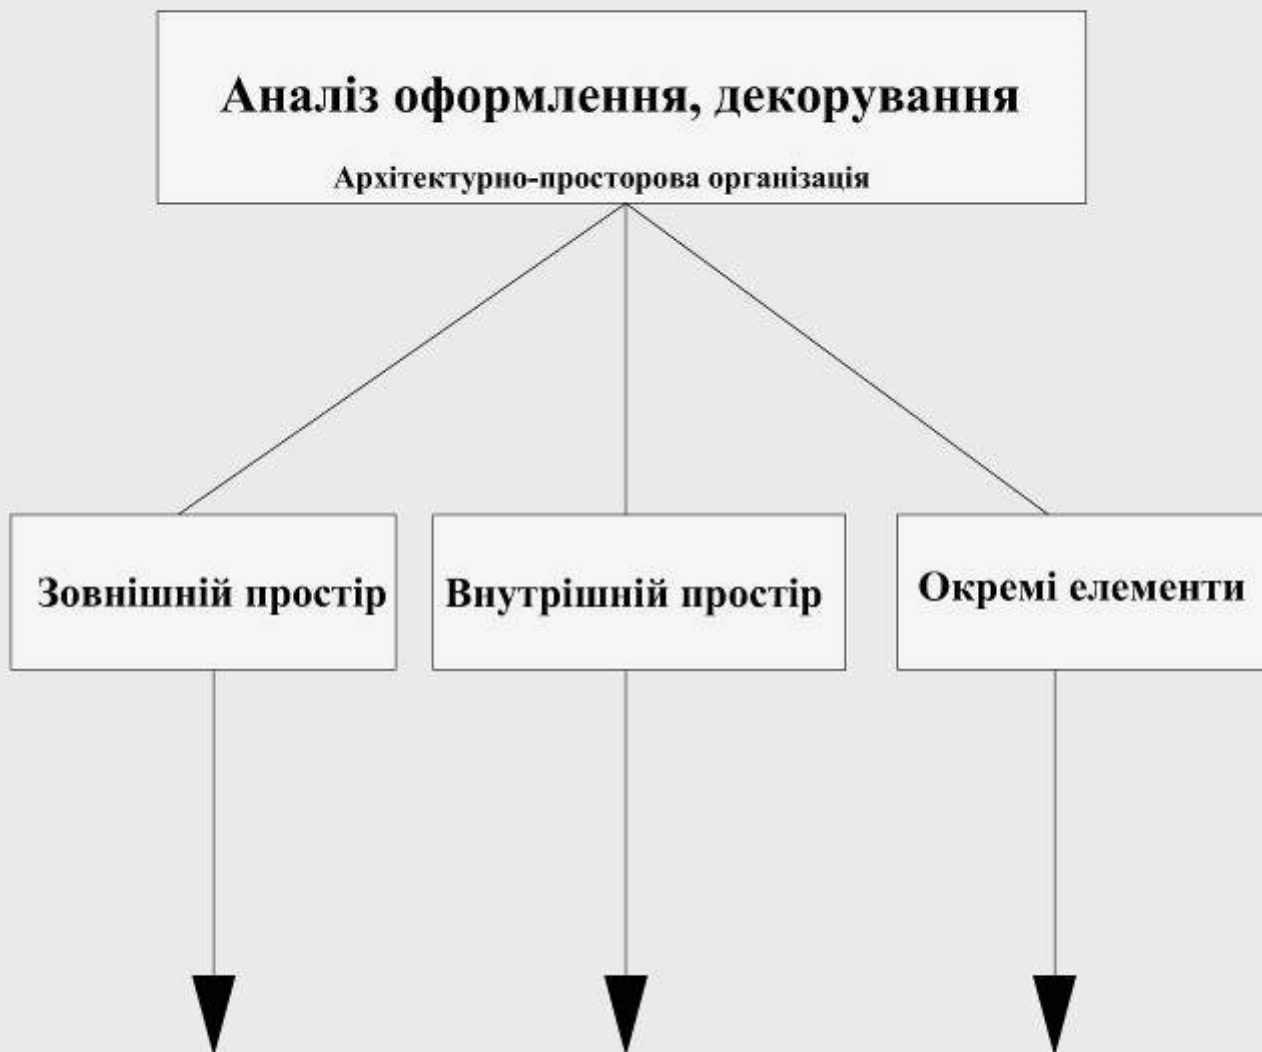 Аналіз оформлення, декорування
Архітектурно-просторова організація
Зовнішній простір
Внутрішній простір
Окремі елементи